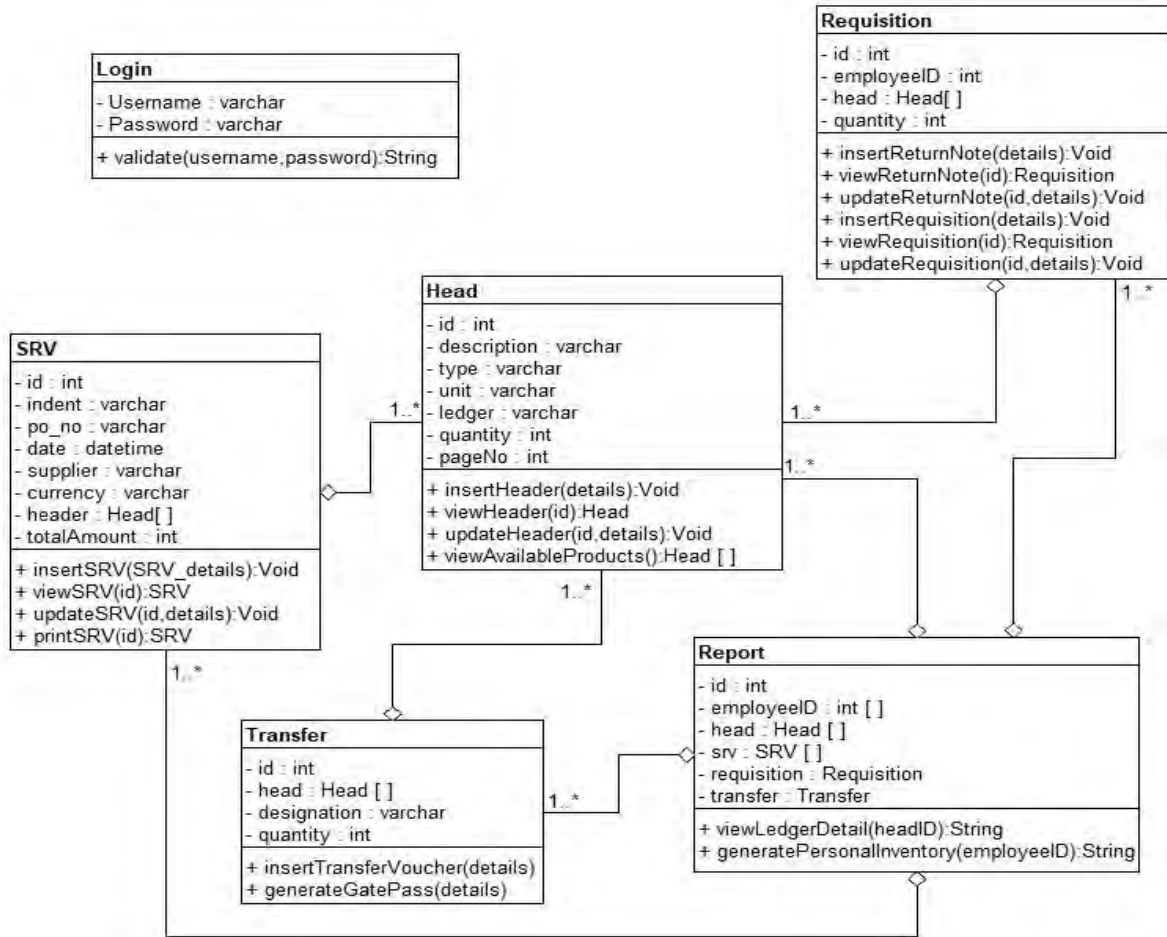 Login
- Username : varchar
- Password : varchar
+ validate(username,password):String
Requisition
- id : int
- employeeID : int
- head : Head[ ]
- quantity : int
+ insertReturnNote(details):Void
+ viewReturnNote(id):Requisition
+ updateReturnNote(id,details):Void
+ insertRequisition(details):Void
+ viewRequisition(id):Requisition
+ updateRequisition(id,details):Void
1..*
Head
- id : int
- description : varchar
- type : varchar
- unit : varchar
- ledger : varchar
- quantity : int
- pageNo : int
+ insertHeader(details):Void
+ viewHeader(id):Head
+ updateHeader(id,details):Void
+ viewAvailableProducts():Head [ ]
1..*
1..*
1..*
1..*
SRV
- id : int
- indent : varchar
- po_no : varchar
- date : datetime
- supplier : varchar
- currency : varchar
- header : Head[ ]
- totalAmount : int
+ insertSRV(SRV_details):Void
+ viewSRV(id):SRV
+ updateSRV(id,details):Void
+ printSRV(id):SRV
1..*
Transfer
- id : int
- head : Head [ ]
- designation : varchar
- quantity : int
+ insertTransferVoucher(details)
+ generateGatePass(details)
1..*
Report
- id : int
- employeeID : int [ ]
- head : Head [ ]
- srv : SRV [ ]
- requisition : Requisition
- transfer : Transfer
+ viewLedgerDetail(headID):String
+ generatePersonalInventory(employeeID):String